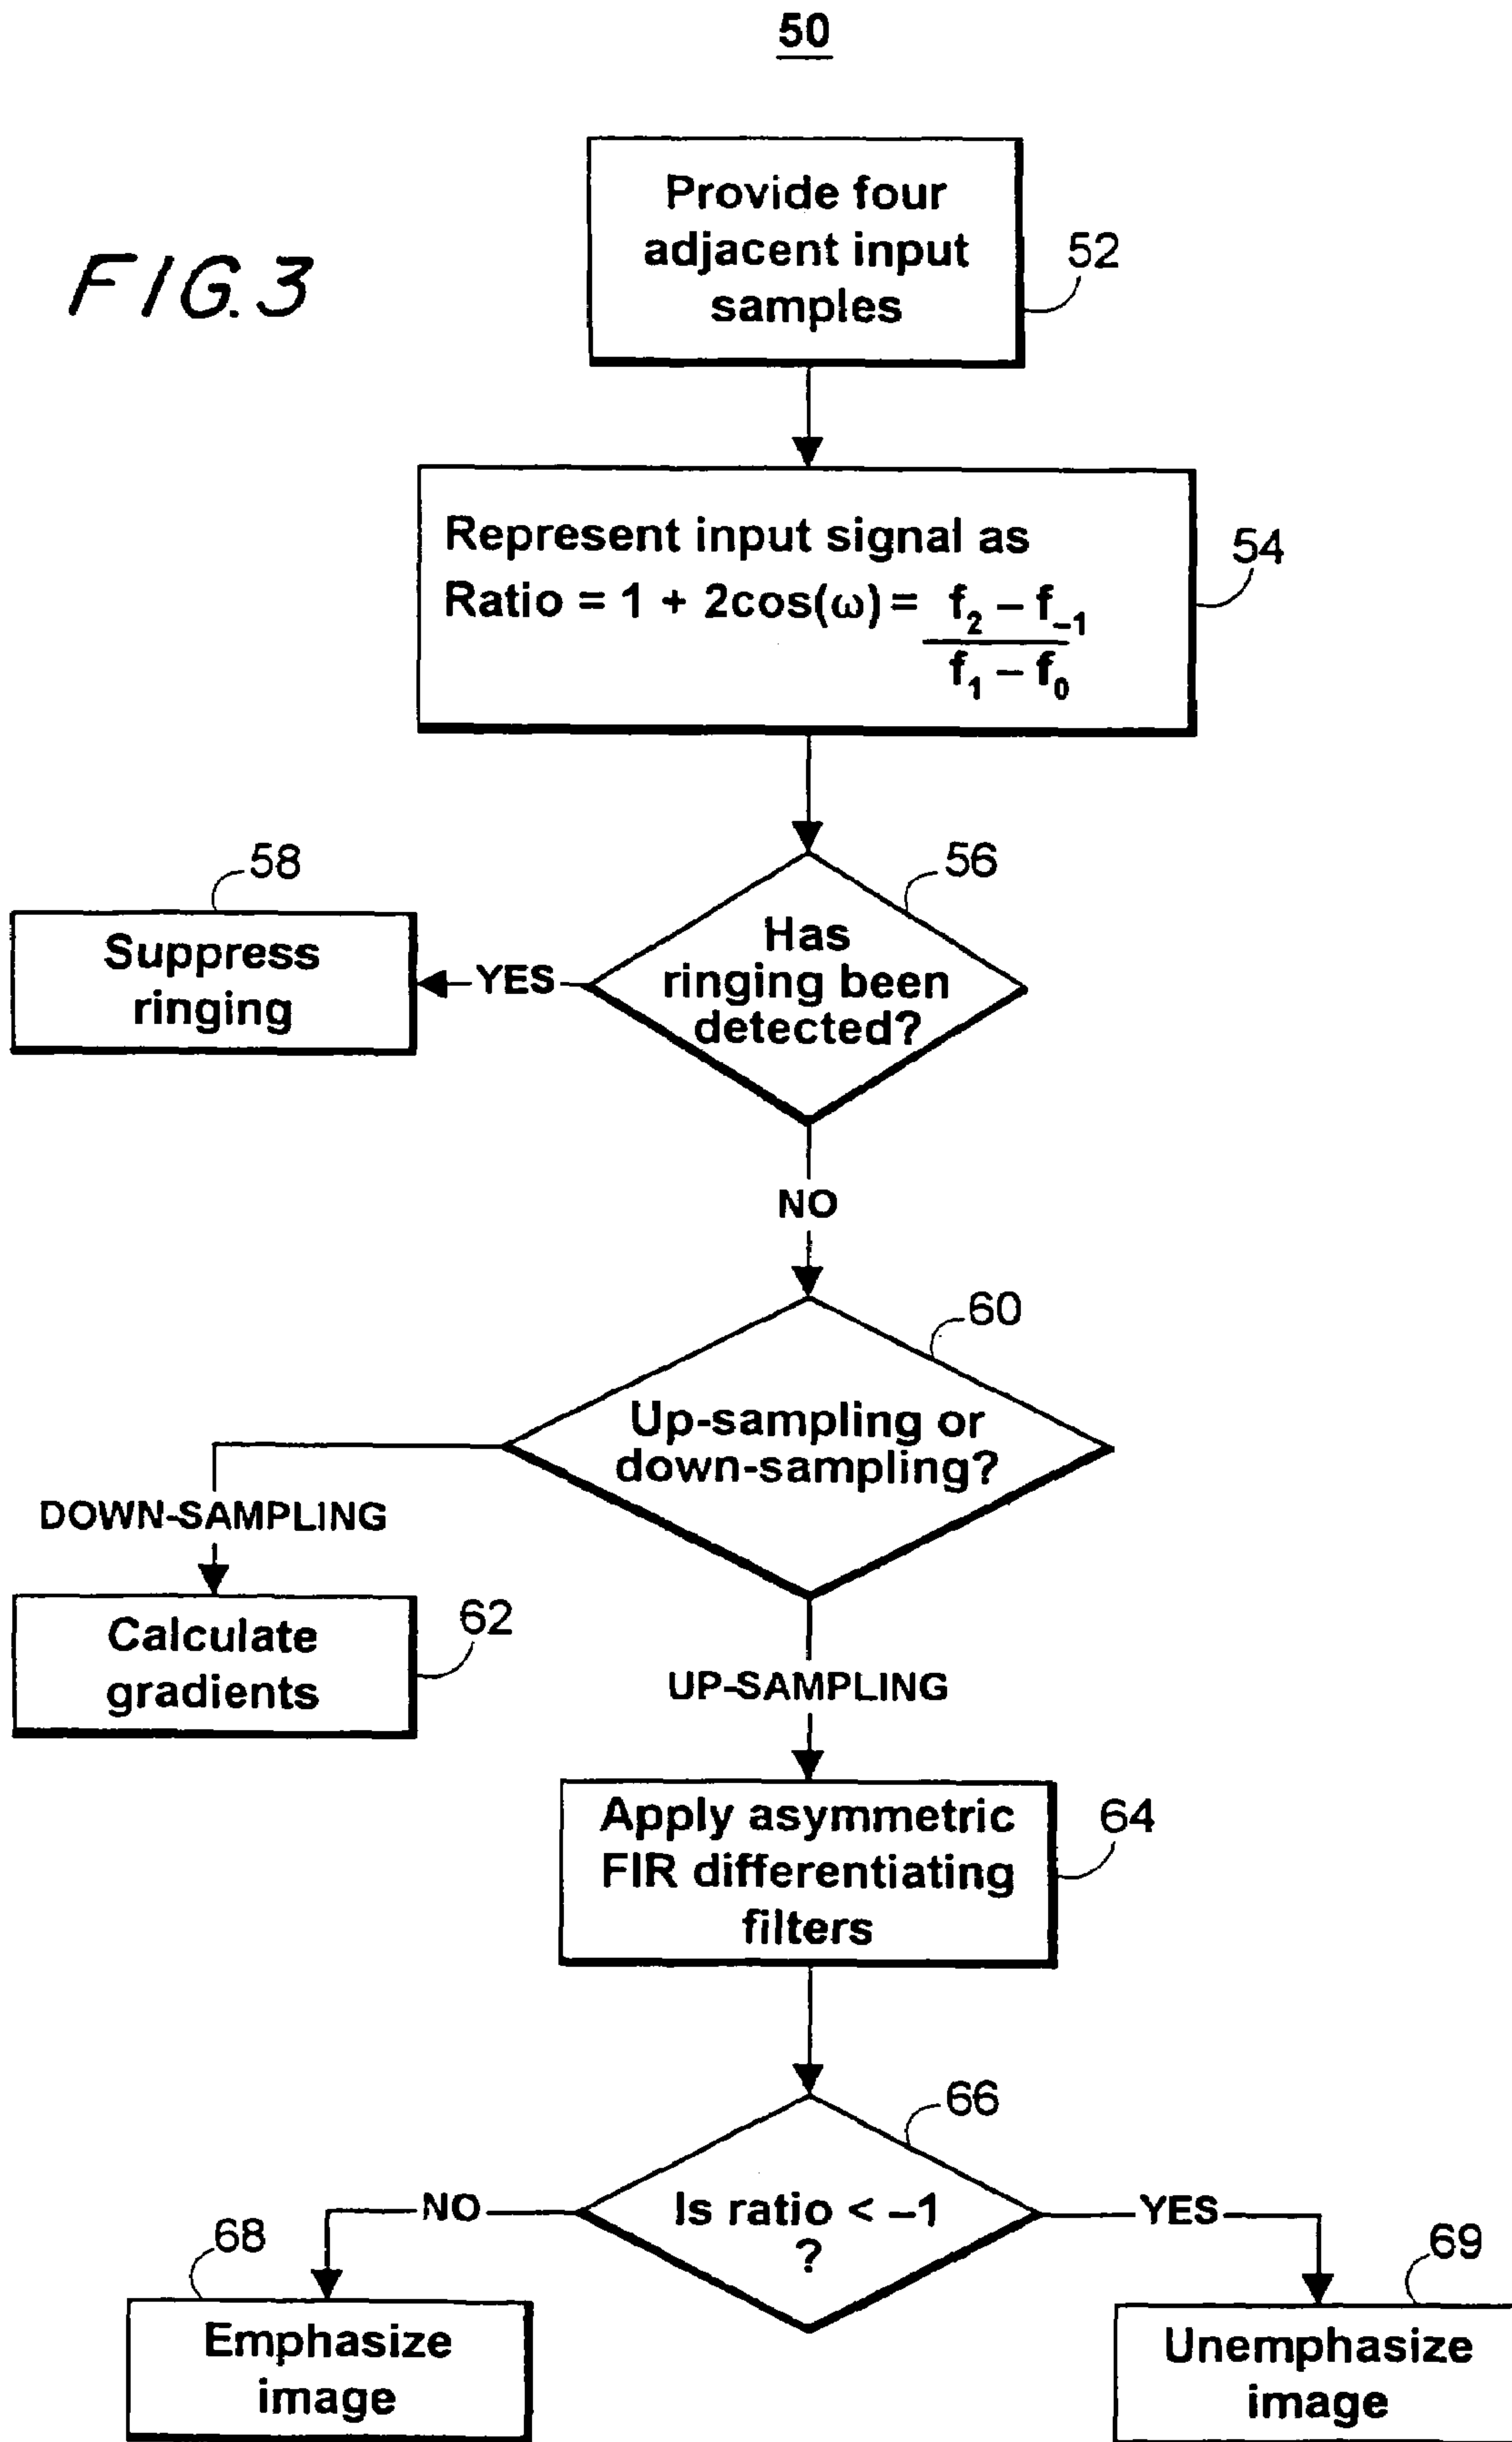 50
FIG. 3
Provide four
adjacent input
samples
52
Represent input signal as
Ratio = 1 + 2cos(ω) = f₂ – f₋₁
f₁ – f₀
54
56
Has
ringing been
detected?
YES
58
Suppress
ringing
NO
60
Up-sampling or
down-sampling?
DOWN-SAMPLING
Calculate
gradients
62
UP-SAMPLING
Apply asymmetric
FIR differentiating
filters
64
66
Is ratio < –1
?
NO
68
Emphasize
image
YES
69
Unemphasize
image